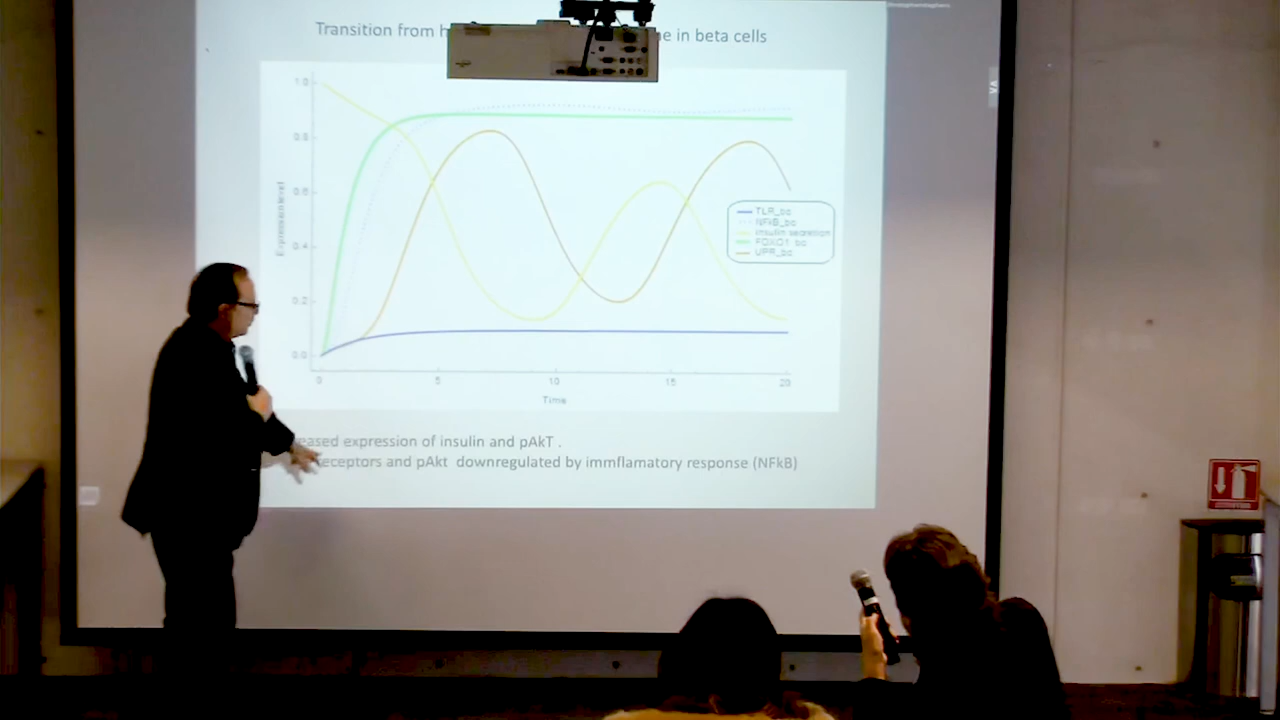 Transition from h
e in beta cells
1.0
0.8
0.6
0.4
0.2
0.0
Expression level
0 5 10 15 20
Time
TLR_bc
NFkB_bc
Insulin secretion
FOXO1_bc
UPR_bc
eased expression of insulin and pAkT .
eceptors and pAkt downregulated by immflamatory response (NFkB)